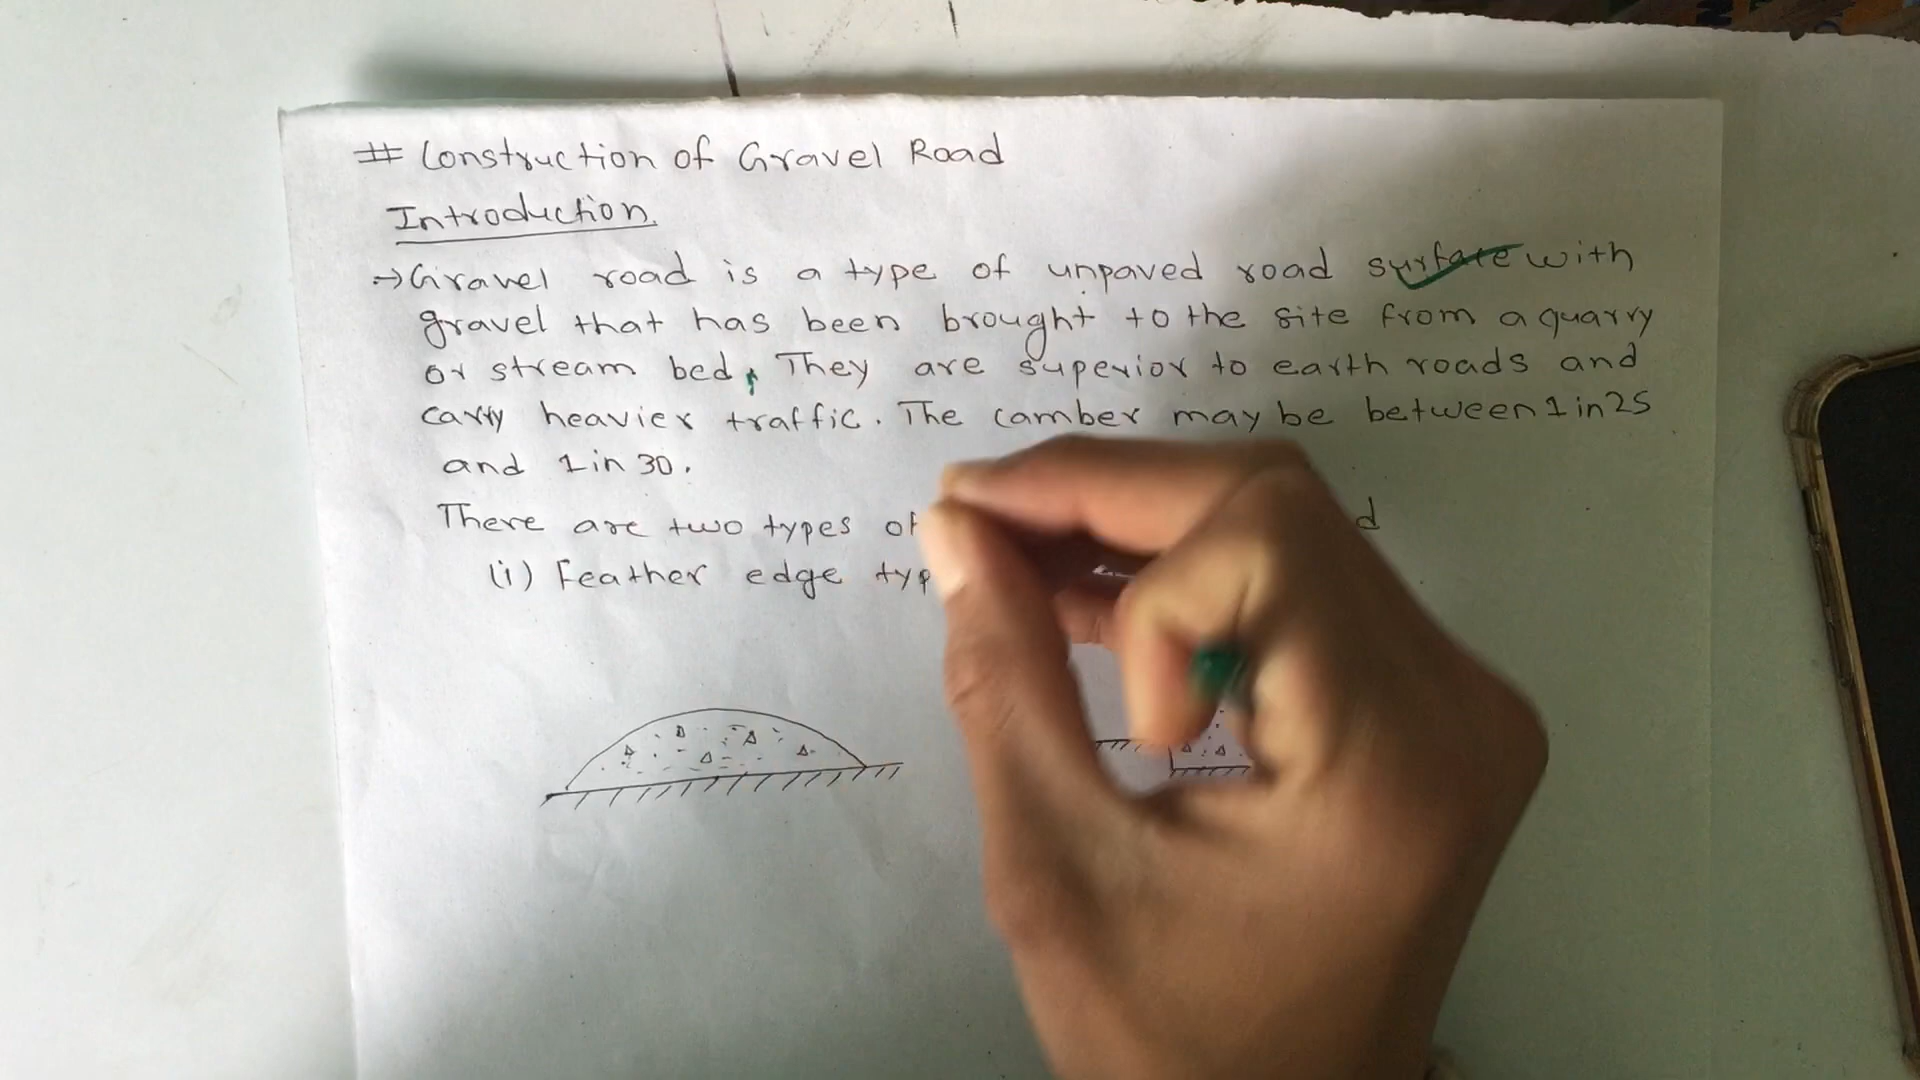 # Construction of Gravel Road
Introduction.
→ Gravel road is a type of unpaved road surface with
gravel that has been brought to the site from a quarry
or stream bed, They are superior to earth roads and
carry heavier traffic. The camber may be between 1 in 25
and 1 in 30.
There are two types of
(i) Feather edge